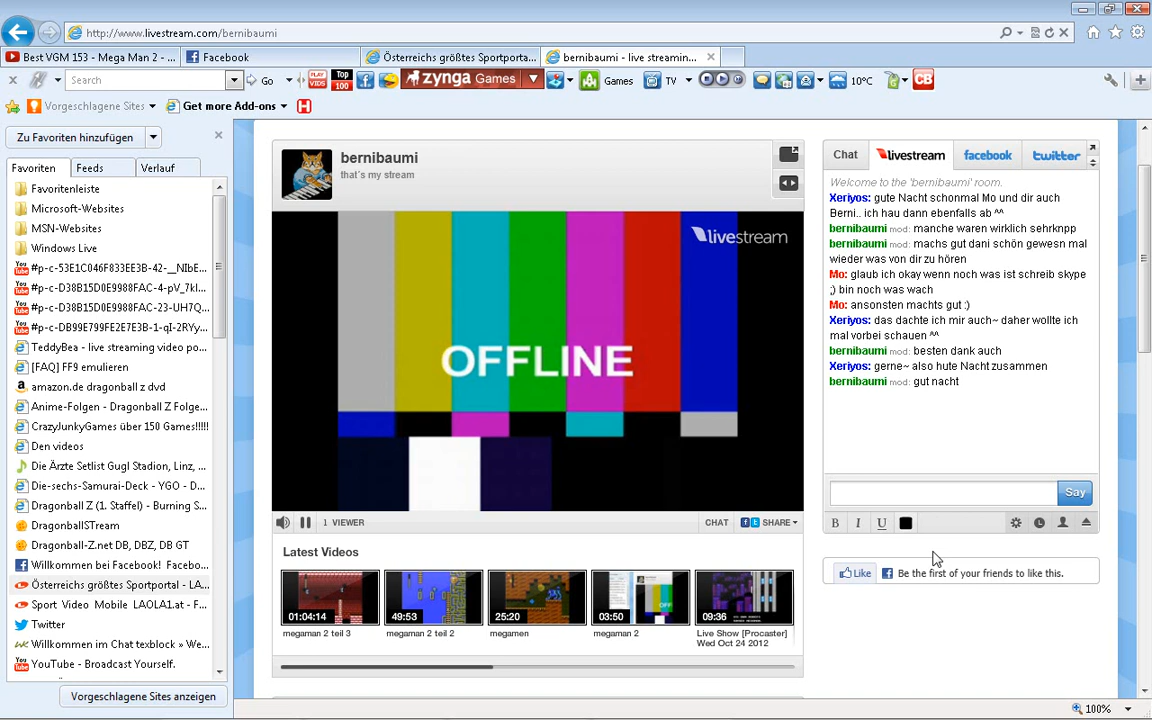 http://www.livestream.com/bernibaumi
Best VGM 153 - Mega Man 2 - ...
Facebook
Österreichs größtes Sportporta...
bernibaumi - live streamin...
Search
Go
PLAY VIDS
Top 100
zynga Games
Games
TV
10°C
CB
Vorgeschlagene Sites
Get more Add-ons
H
Zu Favoriten hinzufügen
Favoriten
Feeds
Verlauf
Favoritenleiste
Microsoft-Websites
MSN-Websites
Windows Live
#p-c-53E1C046F833EE3B-42-__NIbE...
#p-c-D38B15D0E9988FAC-4-pV_7kI...
#p-c-D38B15D0E9988FAC-23-UH7Q...
#p-c-DB99E799FE2E7E3B-1-qI-2RYy...
TeddyBea - live streaming video po...
[FAQ] FF9 emulieren
amazon.de dragonball z dvd
Anime-Folgen - Dragonball Z Folge...
CrazyJunkyGames über 150 Games!!!!!
Den videos
Die Ärzte Setlist Gugl Stadion, Linz, ...
Die-sechs-Samurai-Deck - YGO - D...
Dragonball Z (1. Staffel) - Burning S...
DragonballSTream
Dragonball-Z.net DB, DBZ, DB GT
Willkommen bei Facebook! Facebo...
Österreichs größtes Sportportal - LA...
Sport Video Mobile LAOLA1.at - F...
Twitter
Willkommen im Chat texblock » We...
YouTube - Broadcast Yourself.
Vorgeschlagene Sites anzeigen
bernibaumi
that´s my stream
livestream
OFFLINE
1 VIEWER
CHAT
SHARE
Latest Videos
01:04:14
49:53
25:20
03:50
09:36
megaman 2 teil 3
megaman 2 teil 2
megamen
megaman 2
Live Show [Procaster]
Wed Oct 24 2012
Chat
livestream
facebook
twitter
Welcome to the 'bernibaumi' room.
Xeriyos: gute Nacht schonmal Mo und dir auch
Berni.. ich hau dann ebenfalls ab ^^
bernibaumi mod: manche waren wirklich sehrknpp
bernibaumi mod: machs gut dani schön gewesn mal
wieder was von dir zu hören
Mo: glaub ich okay wenn noch was ist schreib skype
;) bin noch was wach
Mo: ansonsten machts gut :)
Xeriyos: das dachte ich mir auch~ daher wollte ich
mal vorbei schauen ^^
bernibaumi mod: besten dank auch
Xeriyos: gerne~ also hute Nacht zusammen
bernibaumi mod: gut nacht
Say
B
I
U
Like
Be the first of your friends to like this.
100%